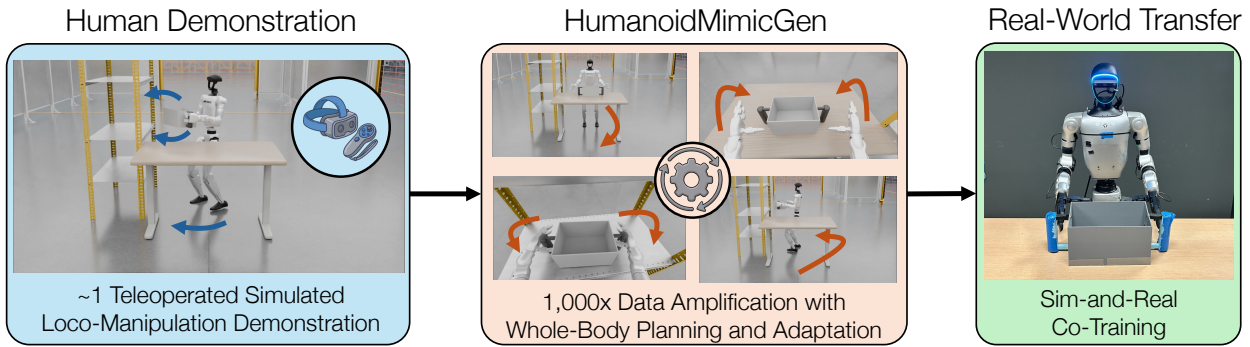 Human Demonstration
~1 Teleoperated Simulated
Loco-Manipulation Demonstration
HumanoidMimicGen
1,000x Data Amplification with
Whole-Body Planning and Adaptation
Real-World Transfer
Sim-and-Real
Co-Training